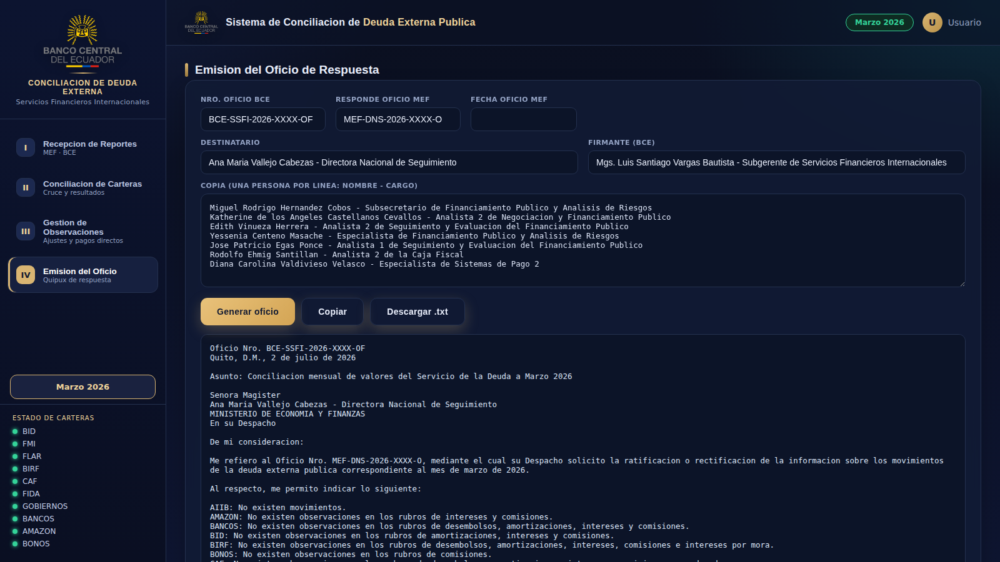 BANCO CENTRAL
DEL ECUADOR
CONCILIACION DE DEUDA
EXTERNA
Servicios Financieros Internacionales
I
Recepcion de Reportes
MEF · BCE
II
Conciliacion de Carteras
Cruce y resultados
III
Gestion de
Observaciones
Ajustes y pagos directos
IV
Emision del Oficio
Quipux de respuesta
Marzo 2026
ESTADO DE CARTERAS
BID
FMI
FLAR
BIRF
CAF
FIDA
GOBIERNOS
BANCOS
AMAZON
BONOS
BANCO CENTRAL
DEL ECUADOR
Sistema de Conciliacion de Deuda Externa Publica
Marzo 2026
U
Usuario
Emision del Oficio de Respuesta
NRO. OFICIO BCE
RESPONDE OFICIO MEF
FECHA OFICIO MEF
BCE-SSFI-2026-XXXX-OF
MEF-DNS-2026-XXXX-O
DESTINATARIO
FIRMANTE (BCE)
Ana Maria Vallejo Cabezas - Directora Nacional de Seguimiento
Mgs. Luis Santiago Vargas Bautista - Subgerente de Servicios Financieros Internacionales
COPIA (UNA PERSONA POR LINEA: NOMBRE - CARGO)
Miguel Rodrigo Hernandez Cobos - Subsecretario de Financiamiento Publico y Analisis de Riesgos
Katherine de los Angeles Castellanos Cevallos - Analista 2 de Negociacion y Financiamiento Publico
Edith Vinueza Herrera - Analista 2 de Seguimiento y Evaluacion del Financiamiento Publico
Yessenia Centeno Masache - Especialista de Financiamiento Publico y Analisis de Riesgos
Jose Patricio Egas Ponce - Analista 1 de Seguimiento y Evaluacion del Financiamiento Publico
Rodolfo Ehmig Santillan - Analista 2 de la Caja Fiscal
Diana Carolina Valdivieso Velasco - Especialista de Sistemas de Pago 2
Generar oficio
Copiar
Descargar .txt
Oficio Nro. BCE-SSFI-2026-XXXX-OF
Quito, D.M., 2 de julio de 2026
Asunto: Conciliacion mensual de valores del Servicio de la Deuda a Marzo 2026
Senora Magister
Ana Maria Vallejo Cabezas - Directora Nacional de Seguimiento
MINISTERIO DE ECONOMIA Y FINANZAS
En su Despacho
De mi consideracion:
Me refiero al Oficio Nro. MEF-DNS-2026-XXXX-O, mediante el cual su Despacho solicito la ratificacion o rectificacion de la informacion sobre los movimientos
de la deuda externa publica correspondiente al mes de marzo de 2026.
Al respecto, me permito indicar lo siguiente:
AIIB: No existen movimientos.
AMAZON: No existen observaciones en los rubros de intereses y comisiones.
BANCOS: No existen observaciones en los rubros de desembolsos, amortizaciones, intereses y comisiones.
BID: No existen observaciones en los rubros de amortizaciones, intereses y comisiones.
BIRF: No existen observaciones en los rubros de desembolsos, amortizaciones, intereses, comisiones e intereses por mora.
BONOS: No existen observaciones en los rubros de comisiones.